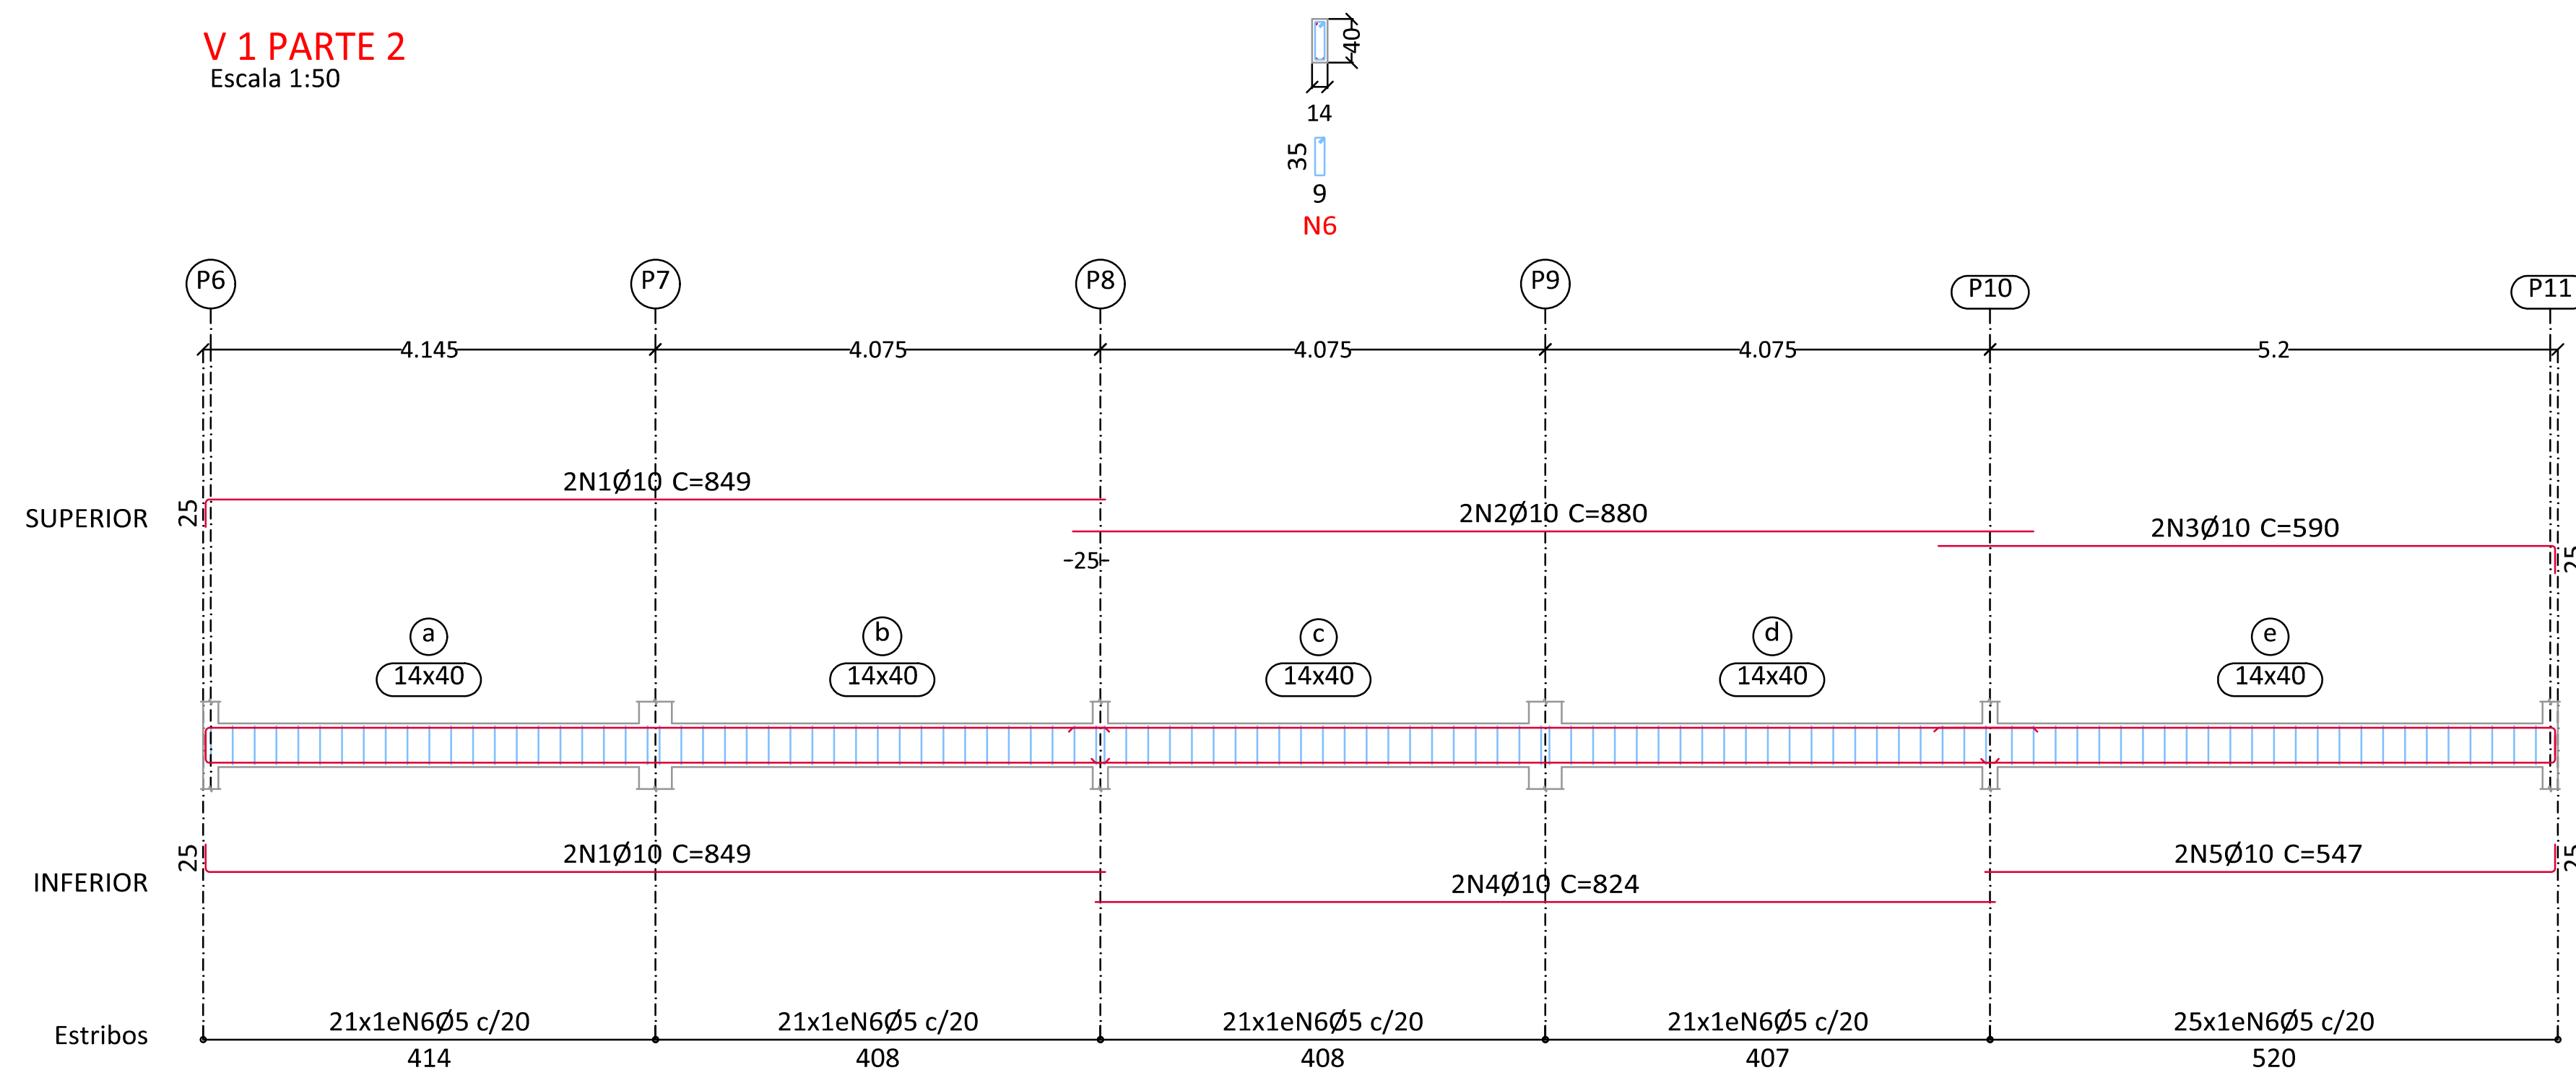 V 1 PARTE 2
Escala 1:50
40
14
35
9
N6
P6 P7 P8 P9 P10 P11
4.145 4.075 4.075 4.075 5.2
2N1Ø10 C=849
25
SUPERIOR
2N2Ø10 C=880
2N3Ø10 C=590
25
25
a b c d e
14x40 14x40 14x40 14x40 14x40
25
2N1Ø10 C=849
2N5Ø10 C=547
25
INFERIOR
2N4Ø10 C=824
Estribos
21x1eN6Ø5 c/20 21x1eN6Ø5 c/20 21x1eN6Ø5 c/20 21x1eN6Ø5 c/20 25x1eN6Ø5 c/20
414 408 408 407 520